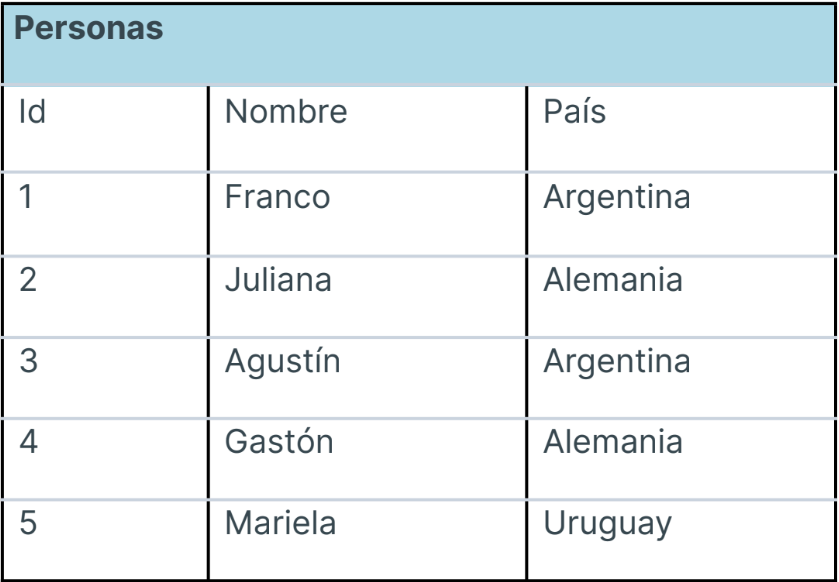 Personas
Id Nombre País
1 Franco Argentina
2 Juliana Alemania
3 Agustín Argentina
4 Gastón Alemania
5 Mariela Uruguay